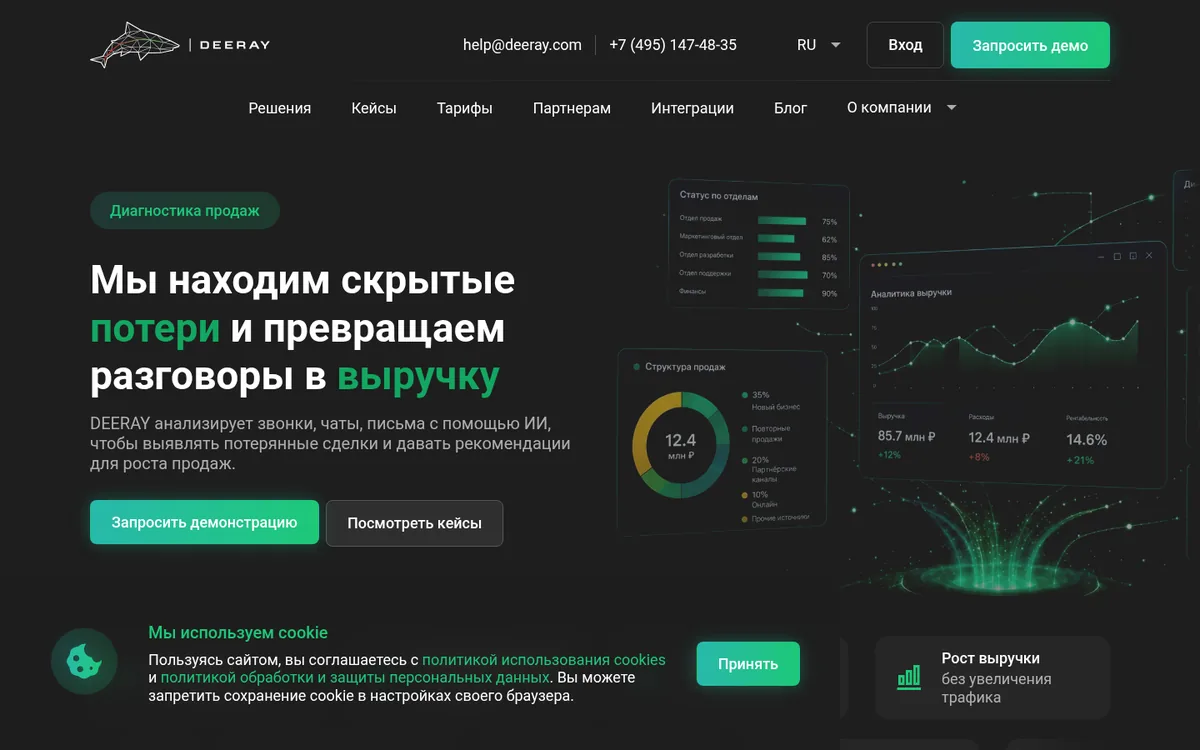 DEERAY
help@deeray.com
+7 (495) 147-48-35
RU
Вход
Запросить демо
Решения
Кейсы
Тарифы
Партнерам
Интеграции
Блог
О компании
Диагностика продаж
Мы находим скрытые
потери и превращаем
разговоры в выручку
DEERAY анализирует звонки, чаты, письма с помощью ИИ,
чтобы выявлять потерянные сделки и давать рекомендации
для роста продаж.
Запросить демонстрацию
Посмотреть кейсы
Статус по отделам
Отдел продаж 75%
Маркетинговый отдел 62%
Отдел разработки 85%
Отдел поддержки 70%
Финансы 90%
Структура продаж
12.4
млн ₽
35%
Новый бизнес
Повторные
продажи
20%
Партнёрские
каналы
10%
Онлайн
Прочие источники
Аналитика выручки
Выручка
85.7 млн ₽
+12%
Расходы
12.4 млн ₽
+8%
Рентабельность
14.6%
+21%
Мы используем cookie
Пользуясь сайтом, вы соглашаетесь с политикой использования cookies
и политикой обработки и защиты персональных данных. Вы можете
запретить сохранение cookie в настройках своего браузера.
Принять
Рост выручки
без увеличения
трафика